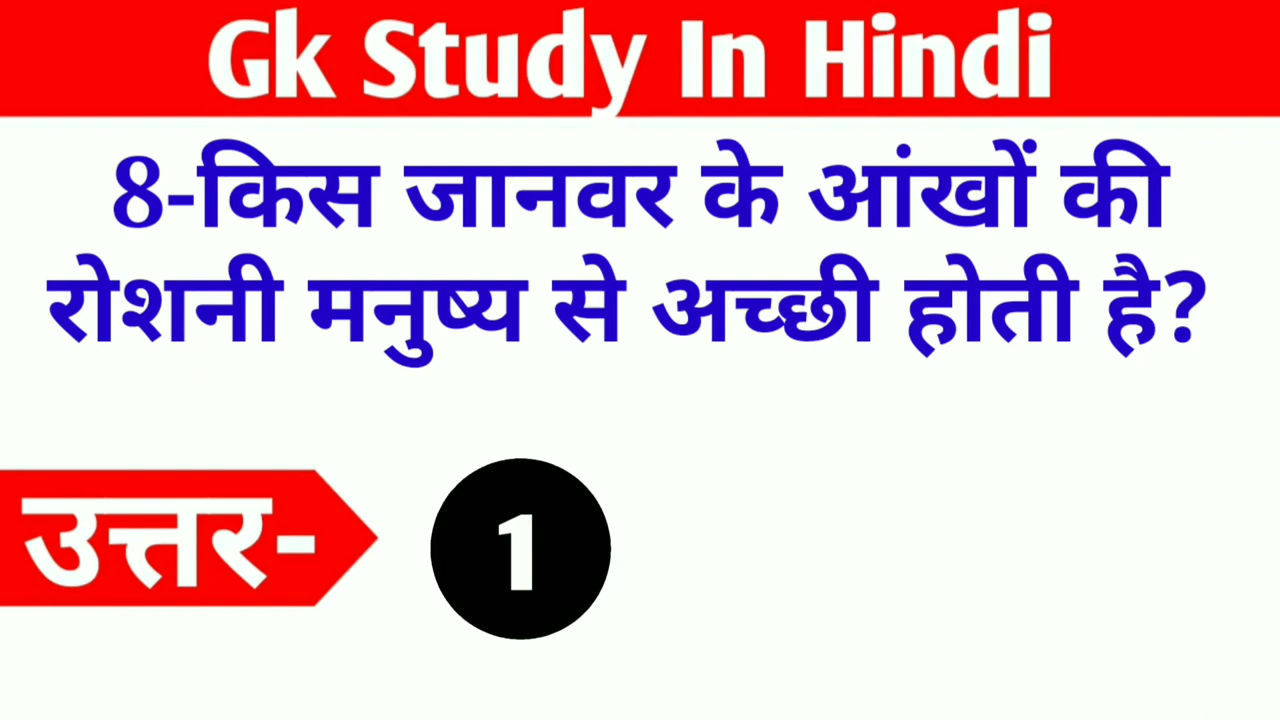 Gk Study In Hindi
8-किस जानवर के आंखों की
रोशनी मनुष्य से अच्छी होती है?
उत्तर-
1